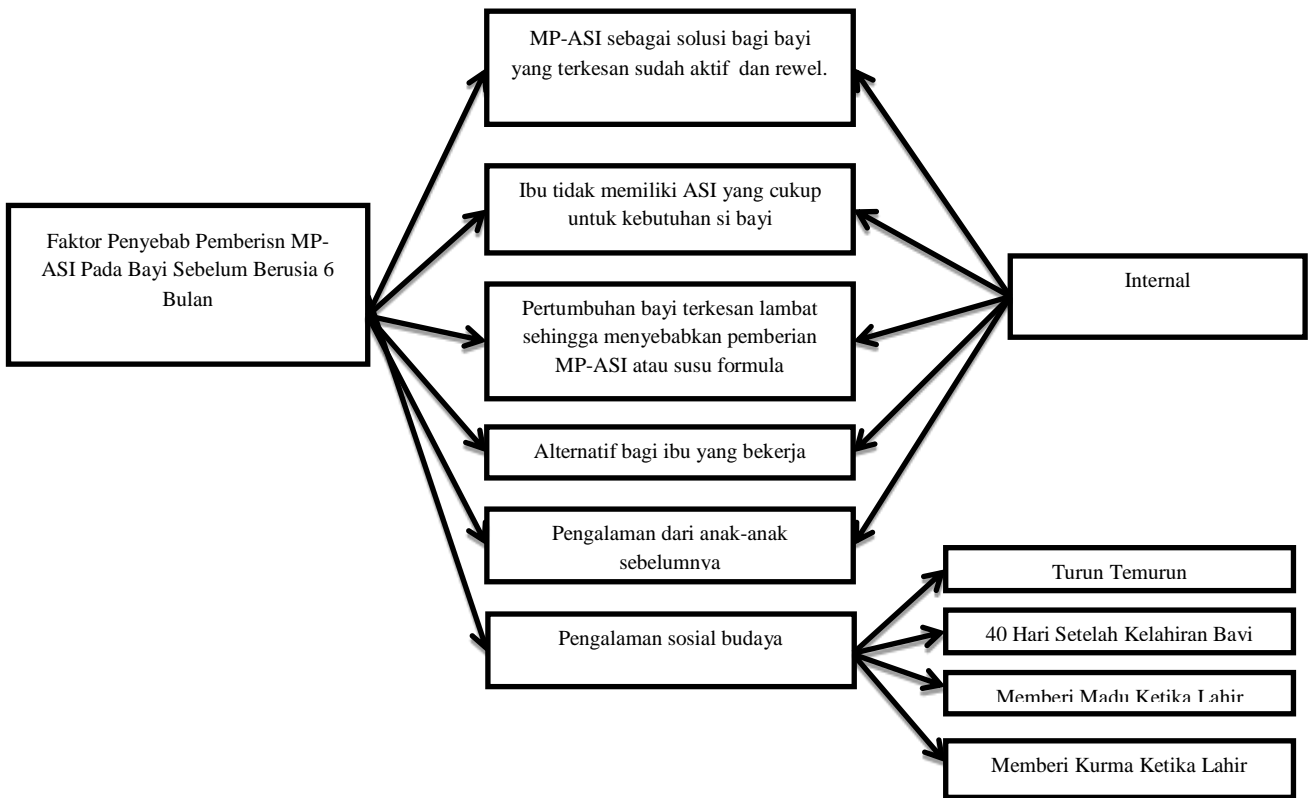 Faktor Penyebab Pemberisn MP-
ASI Pada Bayi Sebelum Berusia 6
Bulan
MP-ASI sebagai solusi bagi bayi
yang terkesan sudah aktif dan rewel.
Ibu tidak memiliki ASI yang cukup
untuk kebutuhan si bayi
Pertumbuhan bayi terkesan lambat
sehingga menyebabkan pemberian
MP-ASI atau susu formula
Alternatif bagi ibu yang bekerja
Pengalaman dari anak-anak
sebelumnya
Pengalaman sosial budaya
Internal
Turun Temurun
40 Hari Setelah Kelahiran Bayi
Memberi Madu Ketika Lahir
Memberi Kurma Ketika Lahir